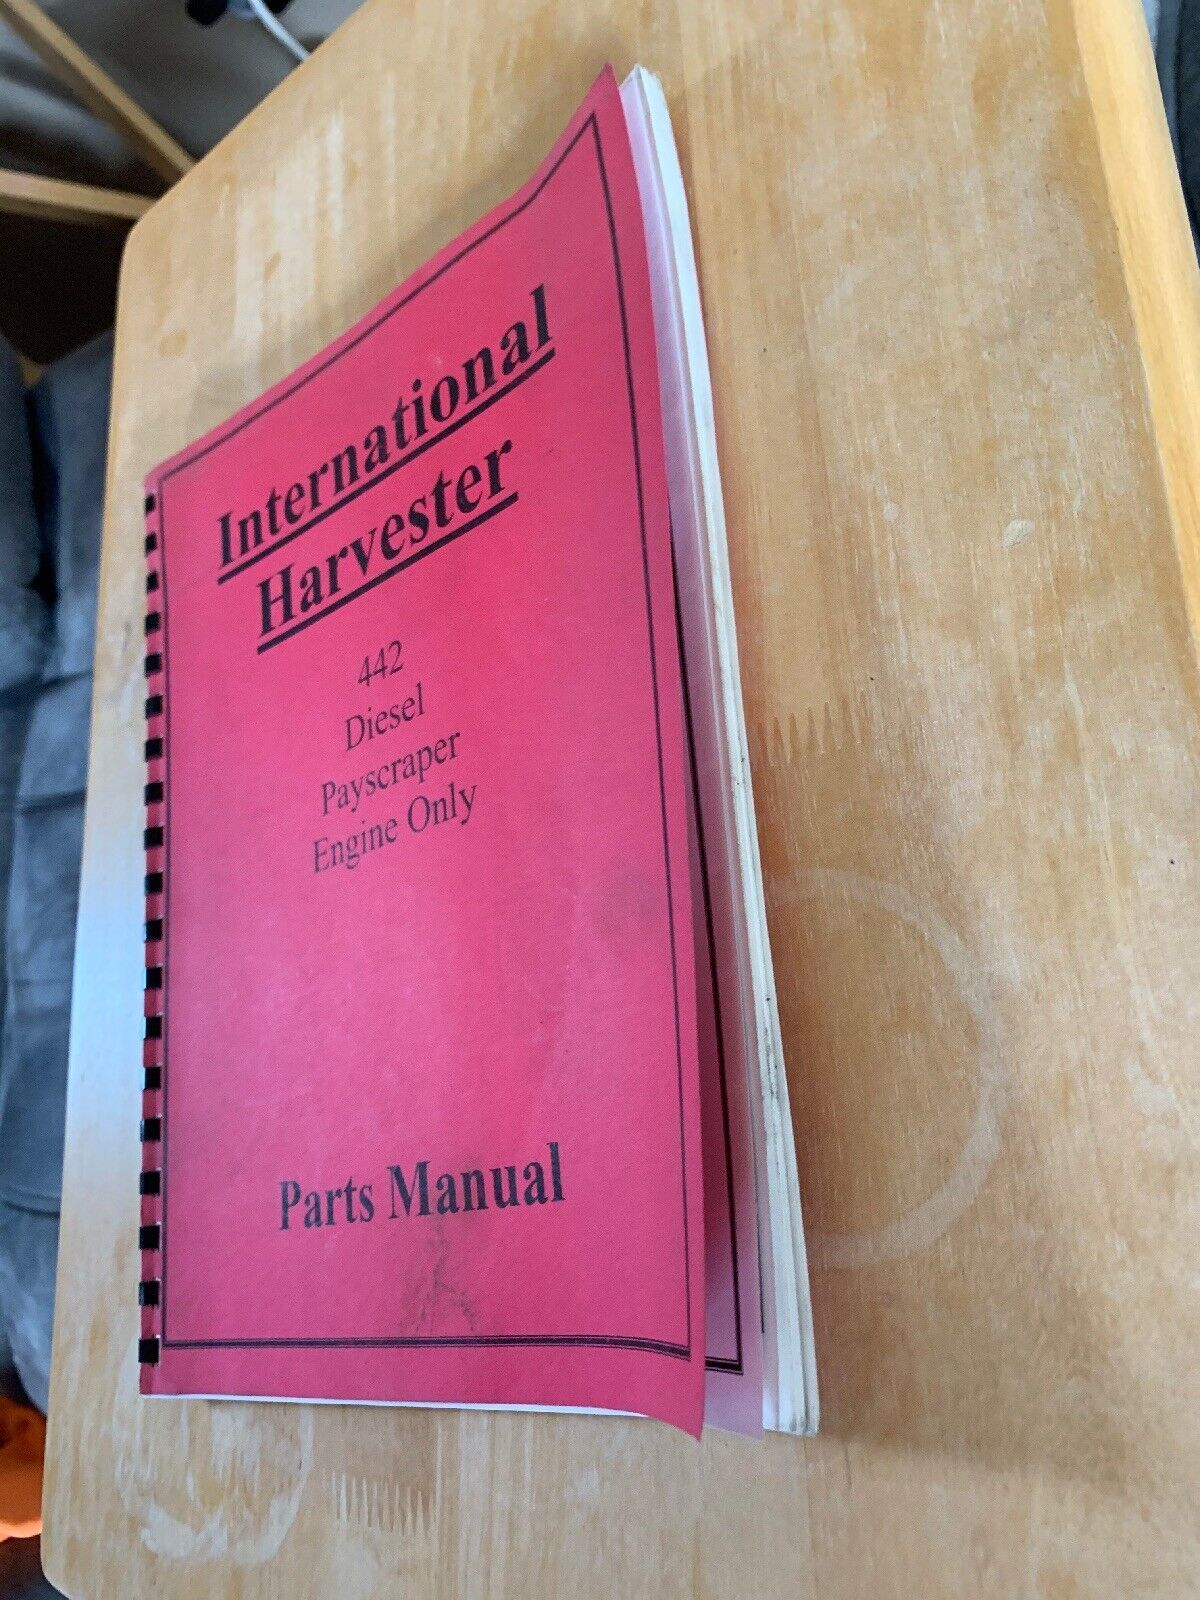 International
Harvester
442
Diesel
Payscraper
Engine Only
Parts Manual